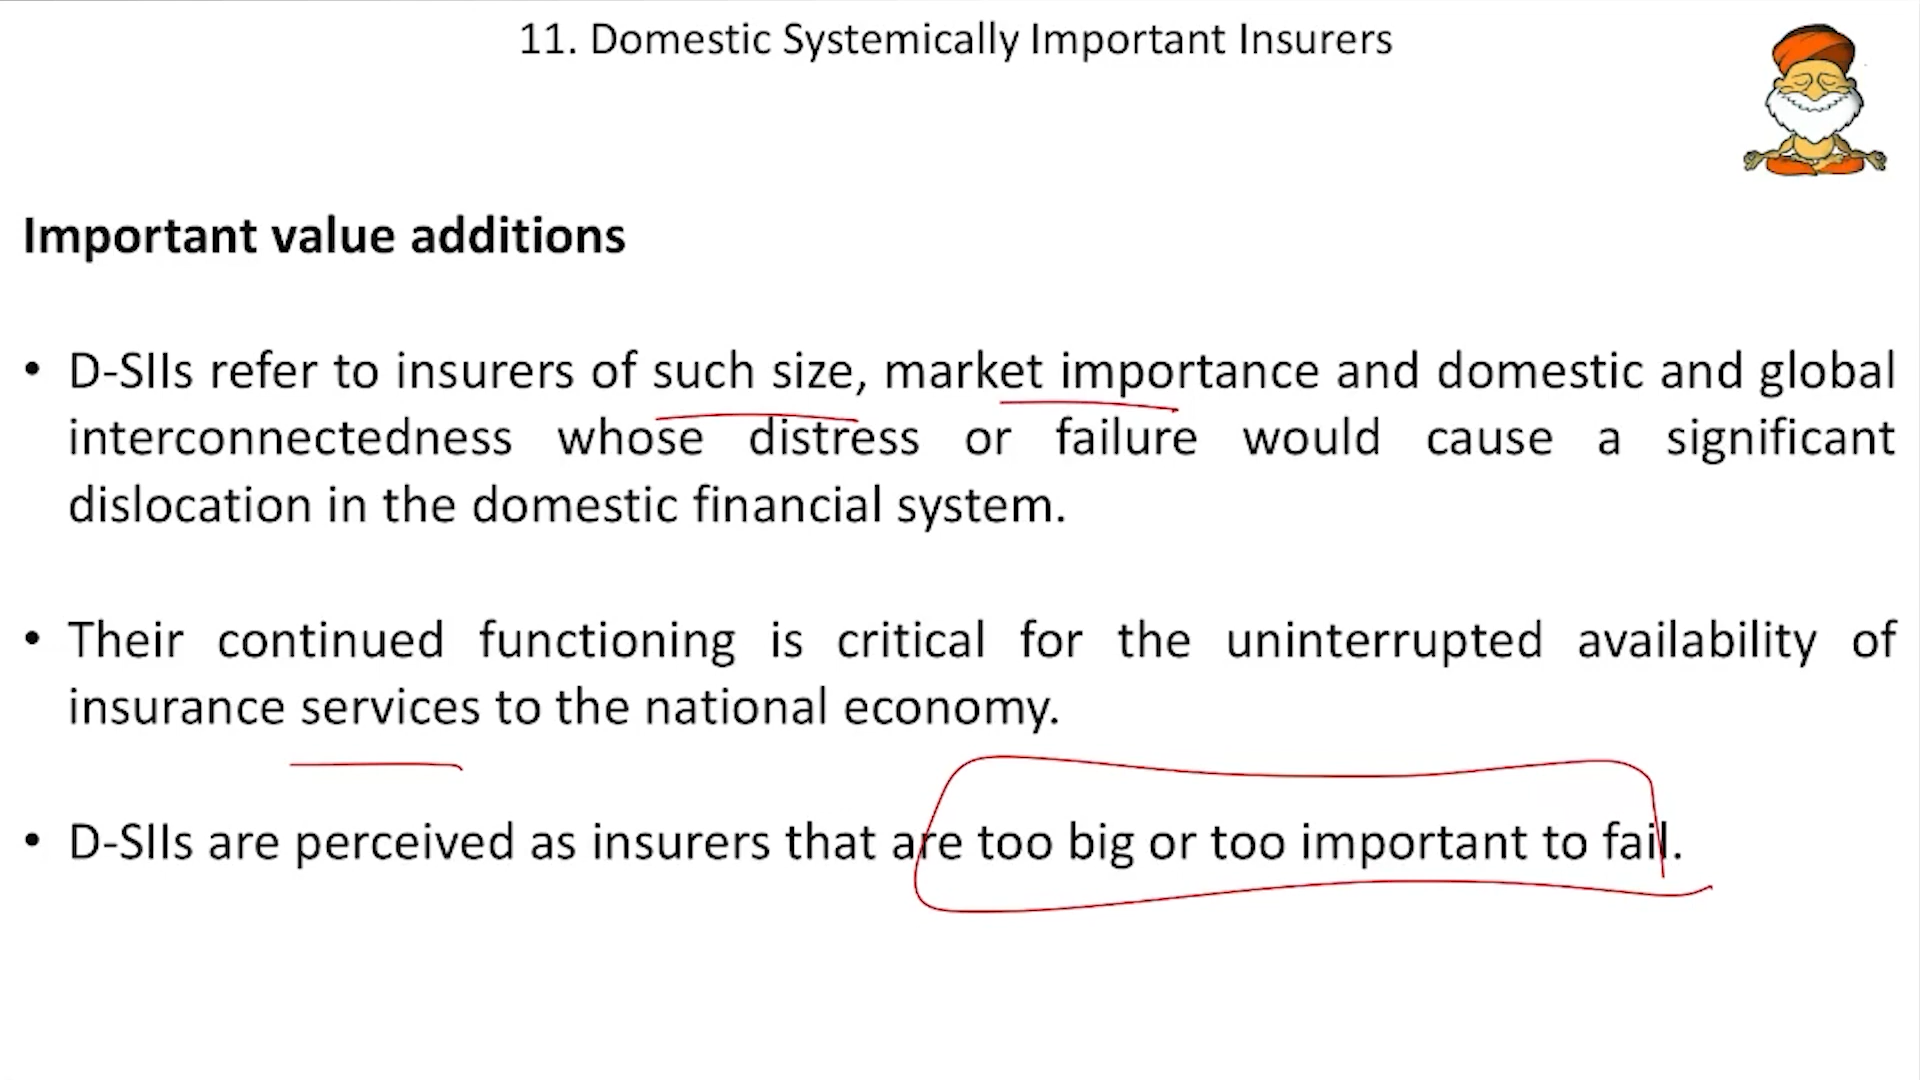 11. Domestic Systemically Important Insurers
Important value additions
• D-SIIs refer to insurers of such size, market importance and domestic and global
interconnectedness whose distress or failure would cause a significant
dislocation in the domestic financial system.
• Their continued functioning is critical for the uninterrupted availability of
insurance services to the national economy.
• D-SIIs are perceived as insurers that are too big or too important to fail.